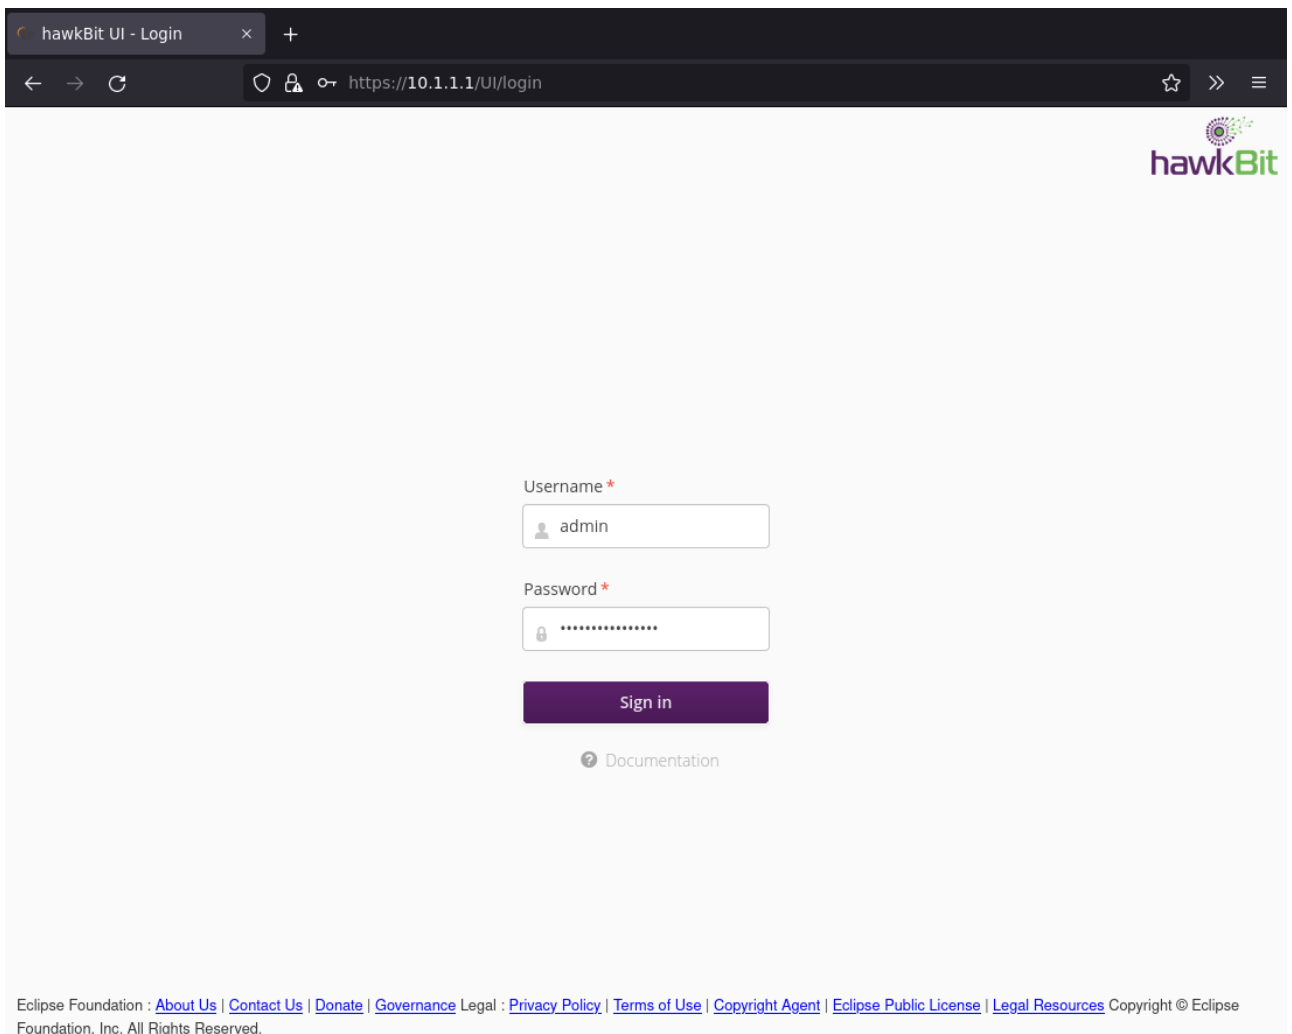 hawkBit UI - Login
https://10.1.1.1/UI/login
hawkBit
Username *
admin
Password *
••••••••••••••••
Sign in
Documentation
Eclipse Foundation : About Us | Contact Us | Donate | Governance Legal : Privacy Policy | Terms of Use | Copyright Agent | Eclipse Public License | Legal Resources Copyright © Eclipse
Foundation, Inc. All Rights Reserved.